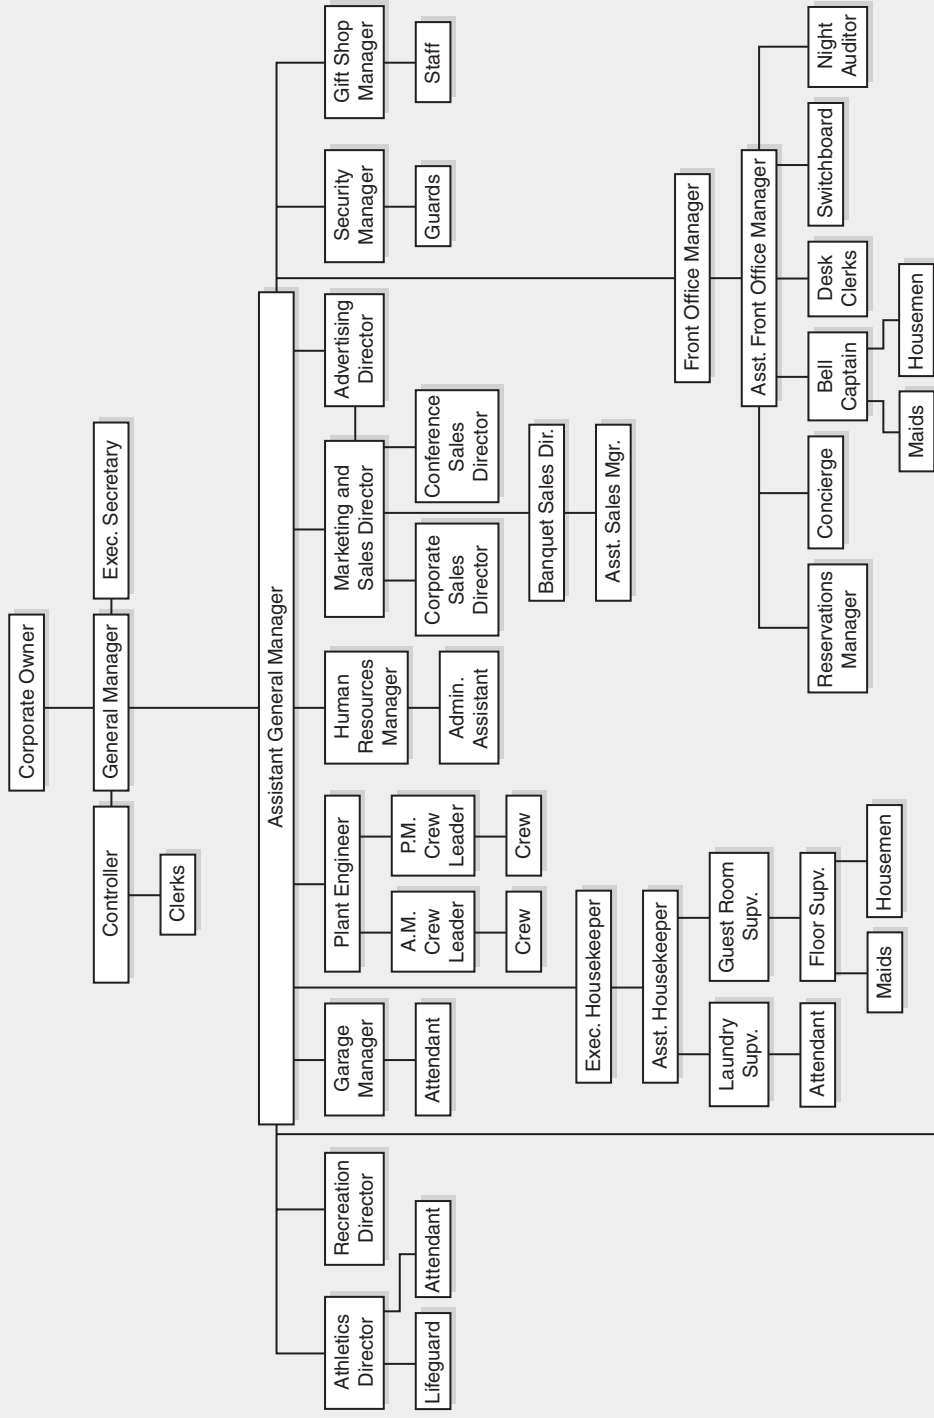 Corporate Owner
Controller
General Manager
Exec. Secretary
Clerks
Assistant General Manager
Athletics
Director
Lifeguard
Attendant
Recreation
Director
Garage
Manager
Attendant
Exec. Housekeeper
Asst. Housekeeper
Laundry
Supv.
Attendant
Guest Room
Supv.
Floor Supv.
Maids
Housemen
Plant Engineer
A.M.
Crew
Leader
Crew
P.M.
Crew
Leader
Crew
Human
Resources
Manager
Admin.
Assistant
Marketing and
Sales Director
Corporate
Sales
Director
Conference
Sales
Director
Banquet Sales Dir.
Asst. Sales Mgr.
Advertising
Director
Front Office Manager
Asst. Front Office Manager
Reservations
Manager
Concierge
Bell
Captain
Maids
Housemen
Desk
Clerks
Switchboard
Night
Auditor
Security
Manager
Guards
Gift Shop
Manager
Staff